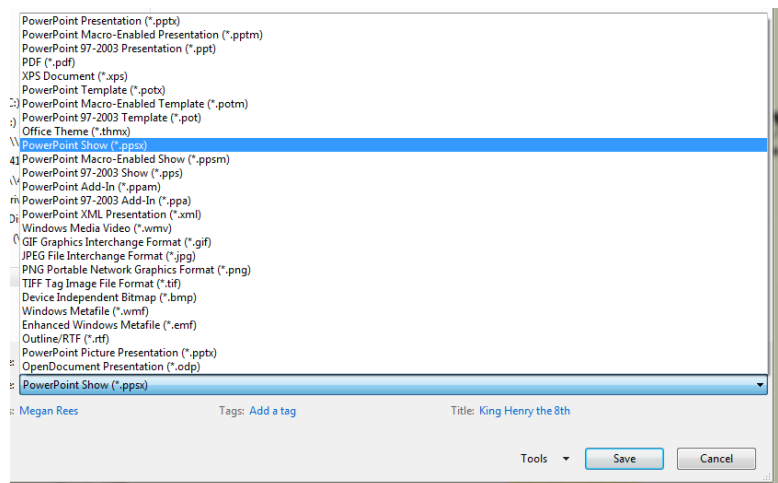 PowerPoint Presentation (*.pptx)
PowerPoint Macro-Enabled Presentation (*.pptm)
PowerPoint 97-2003 Presentation (*.ppt)
PDF (*.pdf)
XPS Document (*.xps)
PowerPoint Template (*.potx)
PowerPoint Macro-Enabled Template (*.potm)
PowerPoint 97-2003 Template (*.pot)
Office Theme (*.thmx)
PowerPoint Show (*.ppsx)
PowerPoint Macro-Enabled Show (*.ppsm)
PowerPoint 97-2003 Show (*.pps)
PowerPoint Add-In (*.ppam)
PowerPoint 97-2003 Add-In (*.ppa)
PowerPoint XML Presentation (*.xml)
Windows Media Video (*.wmv)
GIF Graphics Interchange Format (*.gif)
JPEG File Interchange Format (*.jpg)
PNG Portable Network Graphics Format (*.png)
TIFF Tag Image File Format (*.tif)
Device Independent Bitmap (*.bmp)
Windows Metafile (*.wmf)
Enhanced Windows Metafile (*.emf)
Outline/RTF (*.rtf)
PowerPoint Picture Presentation (*.pptx)
OpenDocument Presentation (*.odp)
PowerPoint Show (*.ppsx)
Megan Rees Tags: Add a tag Title: King Henry the 8th
Tools Save Cancel